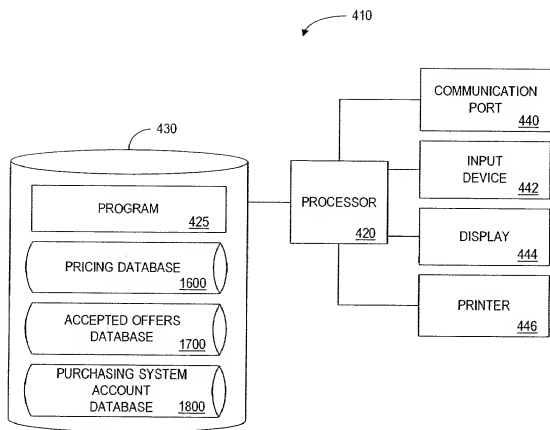 410
430
PROGRAM
425
PRICING DATABASE
1600
ACCEPTED OFFERS
DATABASE
1700
PURCHASING SYSTEM
ACCOUNT
DATABASE
1800
PROCESSOR
420
COMMUNICATION
PORT
440
INPUT
DEVICE
442
DISPLAY
444
PRINTER
446